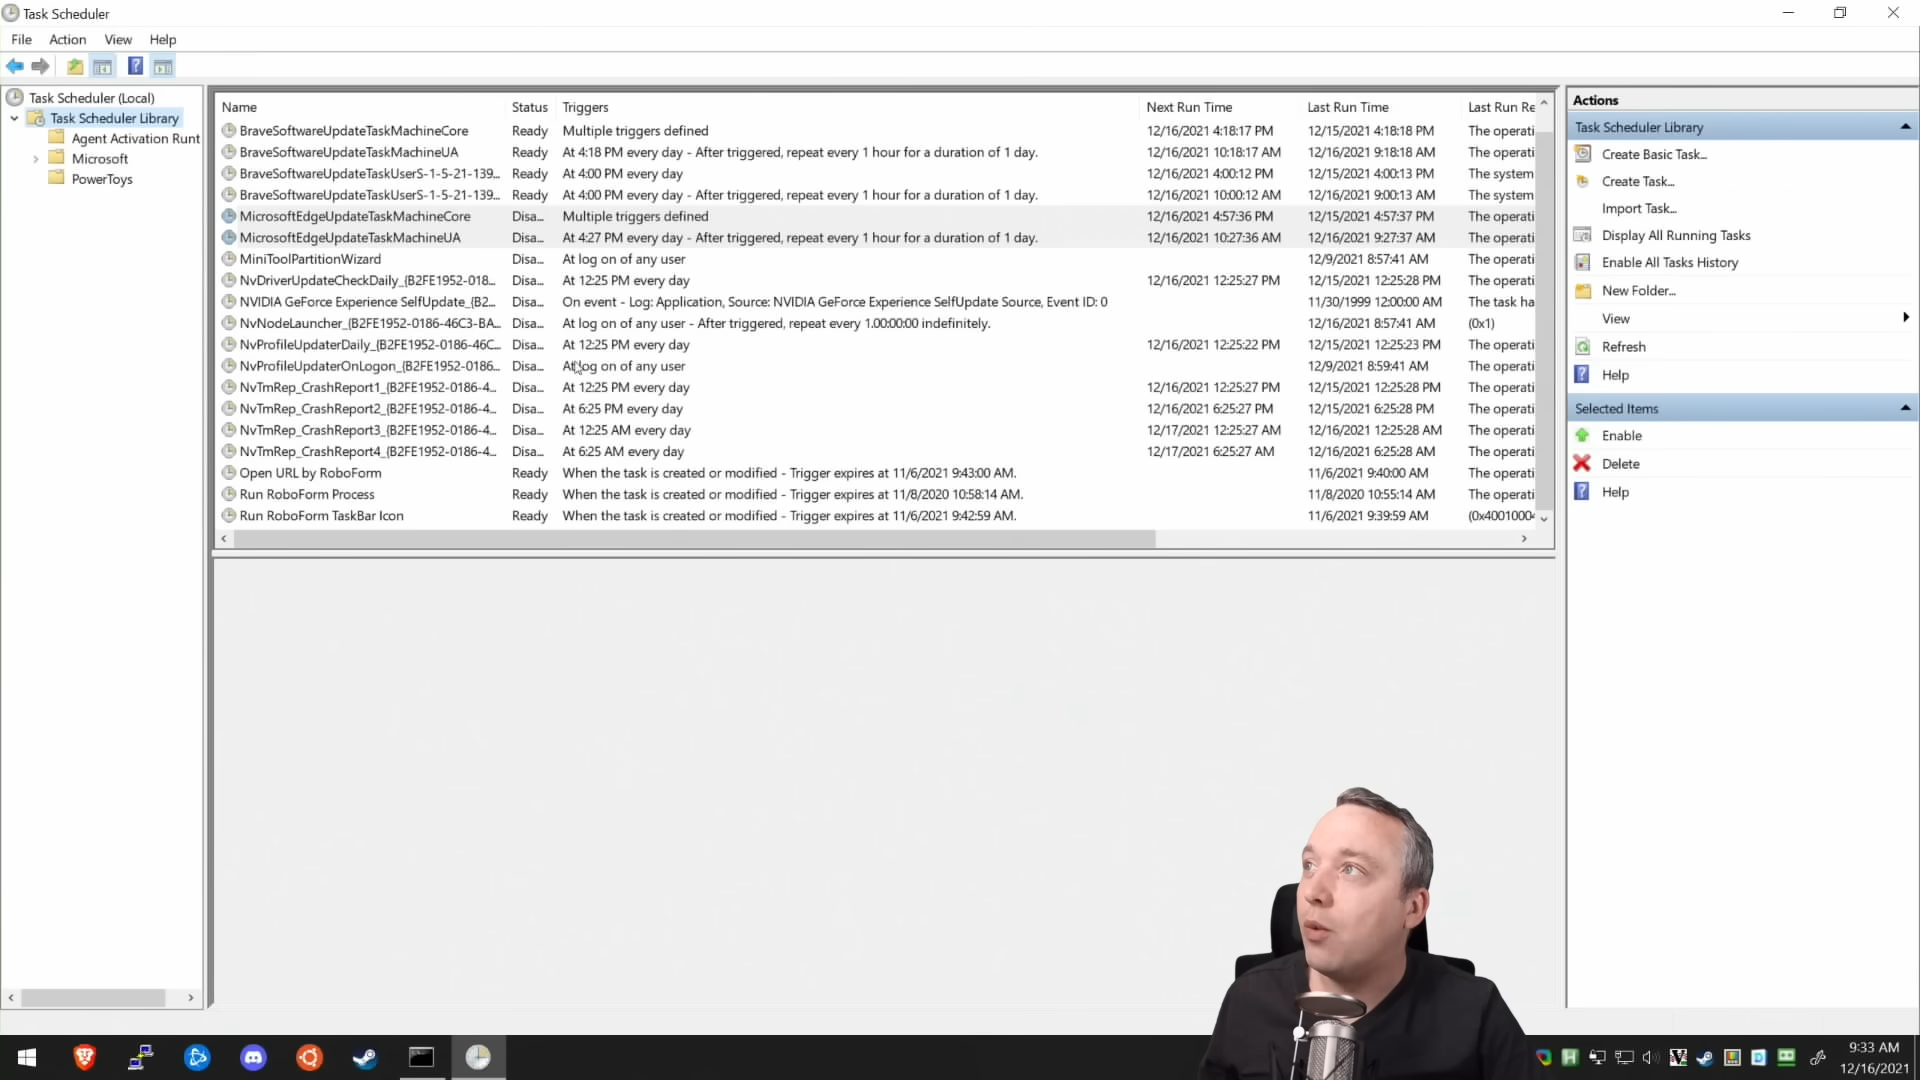 Task Scheduler
File Action View Help
Task Scheduler (Local)
Task Scheduler Library
Agent Activation Runt
Microsoft
PowerToys
Name Status Triggers Next Run Time Last Run Time Last Run Re
BraveSoftwareUpdateTaskMachineCore Ready Multiple triggers defined 12/16/2021 4:18:17 PM 12/15/2021 4:18:18 PM The operati
BraveSoftwareUpdateTaskMachineUA Ready At 4:18 PM every day - After triggered, repeat every 1 hour for a duration of 1 day. 12/16/2021 10:18:17 AM 12/16/2021 9:18:18 AM The operati
BraveSoftwareUpdateTaskUserS-1-5-21-139... Ready At 4:00 PM every day 12/16/2021 4:00:12 PM 12/15/2021 4:00:13 PM The system
BraveSoftwareUpdateTaskUserS-1-5-21-139... Ready At 4:00 PM every day - After triggered, repeat every 1 hour for a duration of 1 day. 12/16/2021 10:00:12 AM 12/16/2021 9:00:13 AM The system
MicrosoftEdgeUpdateTaskMachineCore Disa... Multiple triggers defined 12/16/2021 4:57:36 PM 12/15/2021 4:57:37 PM The operati
MicrosoftEdgeUpdateTaskMachineUA Disa... At 4:27 PM every day - After triggered, repeat every 1 hour for a duration of 1 day. 12/16/2021 10:27:36 AM 12/16/2021 9:27:37 AM The operati
MiniToolPartitionWizard Disa... At log on of any user 12/9/2021 8:57:41 AM The operati
NvDriverUpdateCheckDaily_{B2FE1952-018... Disa... At 12:25 PM every day 12/16/2021 12:25:27 PM 12/15/2021 12:25:28 PM The operati
NVIDIA GeForce Experience SelfUpdate_{B2... Disa... On event - Log: Application, Source: NVIDIA GeForce Experience SelfUpdate Source, Event ID: 0 11/30/1999 12:00:00 AM The task ha
NvNodeLauncher_{B2FE1952-0186-46C3-BA... Disa... At log on of any user - After triggered, repeat every 1.00:00:00 indefinitely. 12/16/2021 8:57:41 AM (0x1)
NvProfileUpdaterDaily_{B2FE1952-0186-46C... Disa... At 12:25 PM every day 12/16/2021 12:25:22 PM 12/15/2021 12:25:23 PM The operati
NvProfileUpdaterOnLogon_{B2FE1952-0186... Disa... At log on of any user 12/9/2021 8:59:41 AM The operati
NvTmRep_CrashReport1_{B2FE1952-0186-4... Disa... At 12:25 PM every day 12/16/2021 12:25:27 PM 12/15/2021 12:25:28 PM The operati
NvTmRep_CrashReport2_{B2FE1952-0186-4... Disa... At 6:25 PM every day 12/16/2021 6:25:27 PM 12/15/2021 6:25:28 PM The operati
NvTmRep_CrashReport3_{B2FE1952-0186-4... Disa... At 12:25 AM every day 12/17/2021 12:25:27 AM 12/16/2021 12:25:28 AM The operati
NvTmRep_CrashReport4_{B2FE1952-0186-4... Disa... At 6:25 AM every day 12/17/2021 6:25:27 AM 12/16/2021 6:25:28 AM The operati
Open URL by RoboForm Ready When the task is created or modified - Trigger expires at 11/6/2021 9:43:00 AM. 11/6/2021 9:40:00 AM The operati
Run RoboForm Process Ready When the task is created or modified - Trigger expires at 11/8/2020 10:58:14 AM. 11/8/2020 10:55:14 AM The operati
Run RoboForm TaskBar Icon Ready When the task is created or modified - Trigger expires at 11/6/2021 9:42:59 AM. 11/6/2021 9:39:59 AM (0x4001000
Actions
Task Scheduler Library
Create Basic Task...
Create Task...
Import Task...
Display All Running Tasks
Enable All Tasks History
New Folder...
View
Refresh
Help
Selected Items
Enable
Delete
Help
9:33 AM
12/16/2021